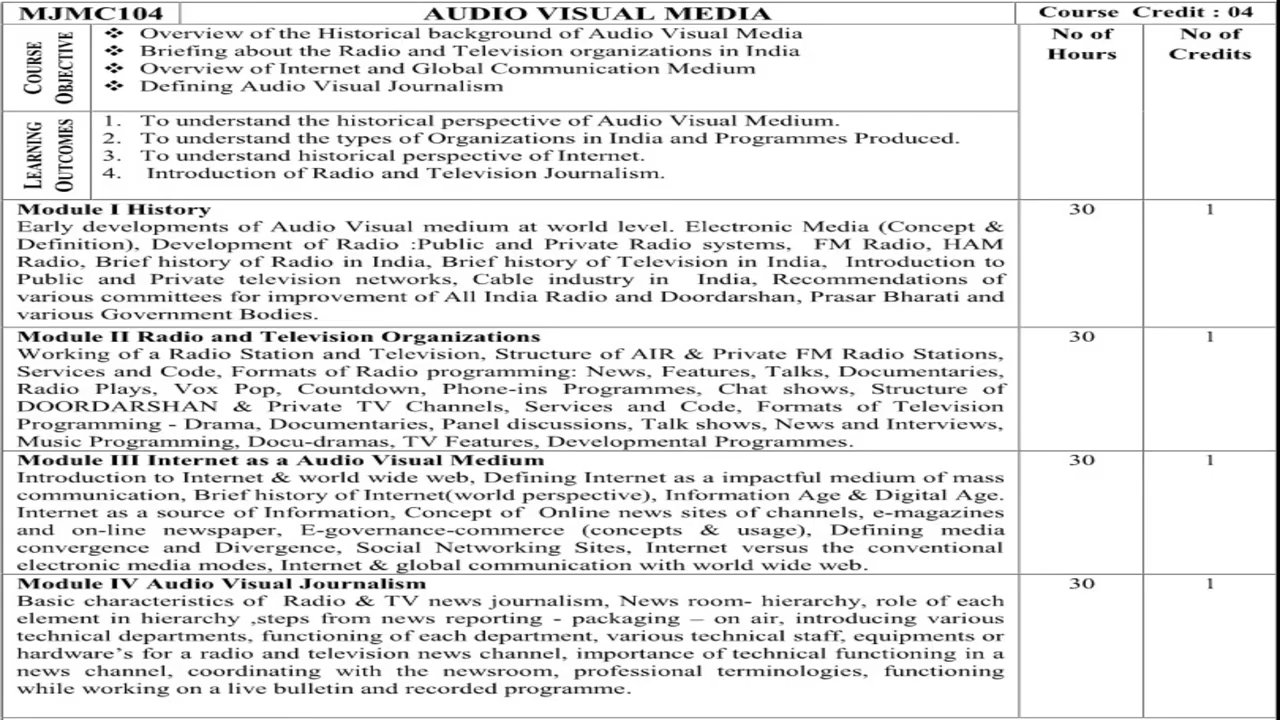 MJMC104 AUDIO VISUAL MEDIA Course Credit : 04
COURSE OBJECTIVE
❖ Overview of the Historical background of Audio Visual Media
❖ Briefing about the Radio and Television organizations in India
❖ Overview of Internet and Global Communication Medium
❖ Defining Audio Visual Journalism
No of Hours
No of Credits
LEARNING OUTCOMES
1. To understand the historical perspective of Audio Visual Medium.
2. To understand the types of Organizations in India and Programmes Produced.
3. To understand historical perspective of Internet.
4. Introduction of Radio and Television Journalism.
Module I History 30 1
Early developments of Audio Visual medium at world level. Electronic Media (Concept &
Definition), Development of Radio :Public and Private Radio systems, FM Radio, HAM
Radio, Brief history of Radio in India, Brief history of Television in India, Introduction to
Public and Private television networks, Cable industry in India, Recommendations of
various committees for improvement of All India Radio and Doordarshan, Prasar Bharati and
various Government Bodies.
Module II Radio and Television Organizations 30 1
Working of a Radio Station and Television, Structure of AIR & Private FM Radio Stations,
Services and Code, Formats of Radio programming: News, Features, Talks, Documentaries,
Radio Plays, Vox Pop, Countdown, Phone-ins Programmes, Chat shows, Structure of
DOORDARSHAN & Private TV Channels, Services and Code, Formats of Television
Programming - Drama, Documentaries, Panel discussions, Talk shows, News and Interviews,
Music Programming, Docu-dramas, TV Features, Developmental Programmes.
Module III Internet as a Audio Visual Medium 30 1
Introduction to Internet & world wide web, Defining Internet as a impactful medium of mass
communication, Brief history of Internet(world perspective), Information Age & Digital Age.
Internet as a source of Information, Concept of Online news sites of channels, e-magazines
and on-line newspaper, E-governance-commerce (concepts & usage), Defining media
convergence and Divergence, Social Networking Sites, Internet versus the conventional
electronic media modes, Internet & global communication with world wide web.
Module IV Audio Visual Journalism 30 1
Basic characteristics of Radio & TV news journalism, News room- hierarchy, role of each
element in hierarchy ,steps from news reporting - packaging – on air, introducing various
technical departments, functioning of each department, various technical staff, equipments or
hardware's for a radio and television news channel, importance of technical functioning in a
news channel, coordinating with the newsroom, professional terminologies, functioning
while working on a live bulletin and recorded programme.